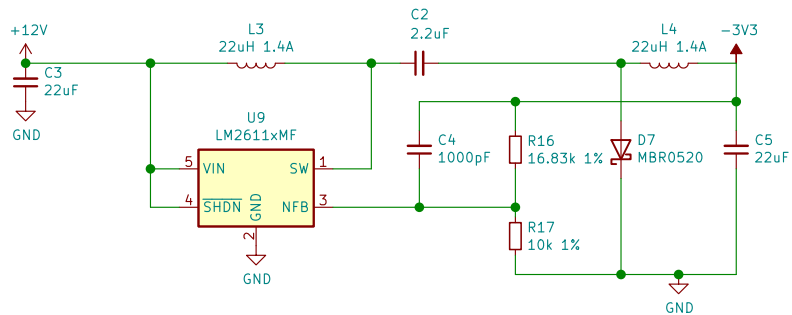 +12V
C3
22uF
GND
L3
22uH 1.4A
C2
2.2uF
L4
22uH 1.4A
-3V3
U9
LM2611xMF
5
VIN
4
SHDN
GND
2
SW
1
NFB
3
GND
C4
1000pF
R16
16.83k 1%
R17
10k 1%
D7
MBR0520
C5
22uF
GND